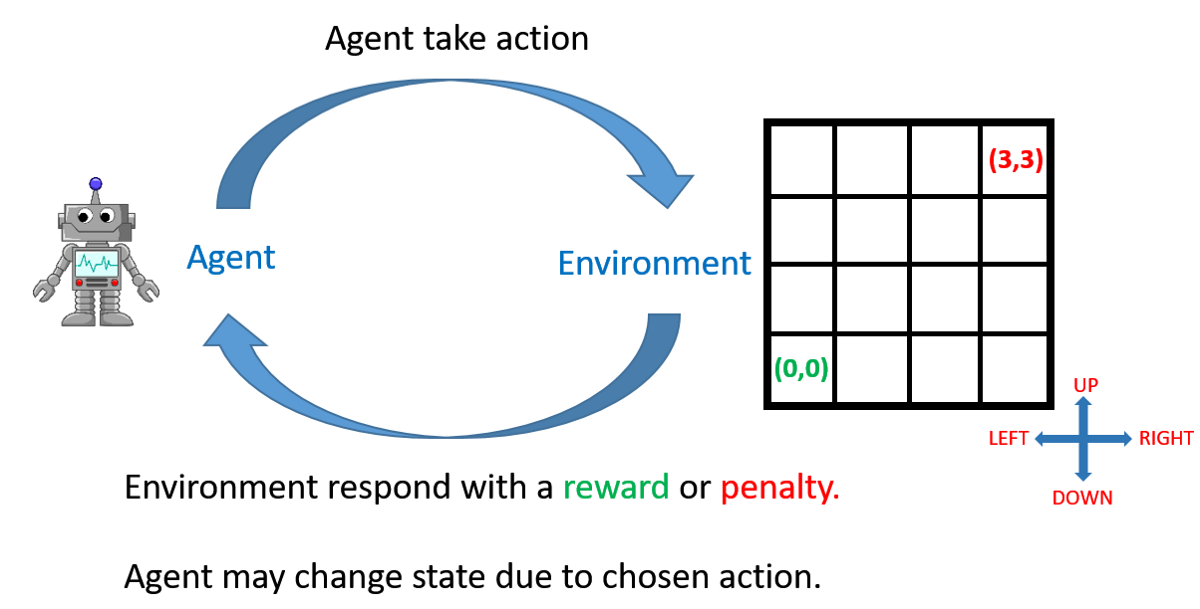 Agent take action
Agent
Environment
(3,3)
(0,0)
UP
LEFT
RIGHT
DOWN
Environment respond with a reward or penalty.
Agent may change state due to chosen action.